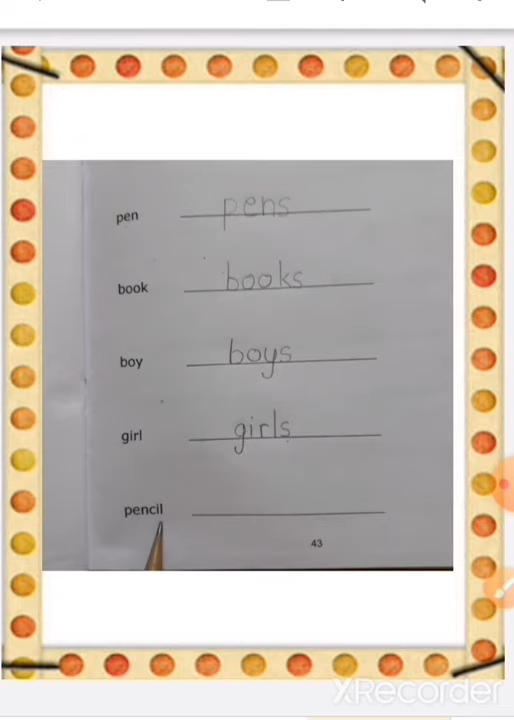 pen pens
book books
boy boys
girl girls
pencil
43
XRecorder